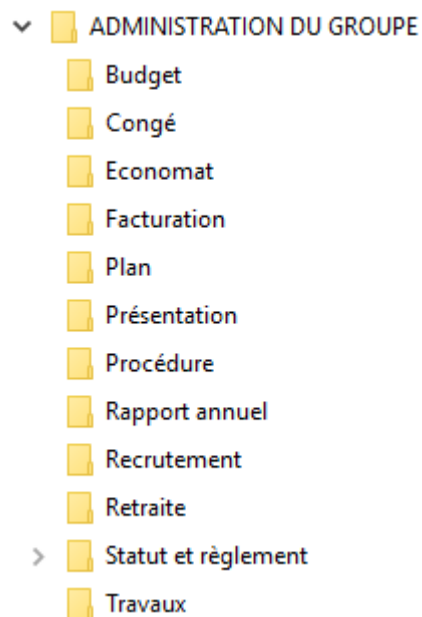 ADMINISTRATION DU GROUPE
Budget
Congé
Economat
Facturation
Plan
Présentation
Procédure
Rapport annuel
Recrutement
Retraite
Statut et règlement
Travaux